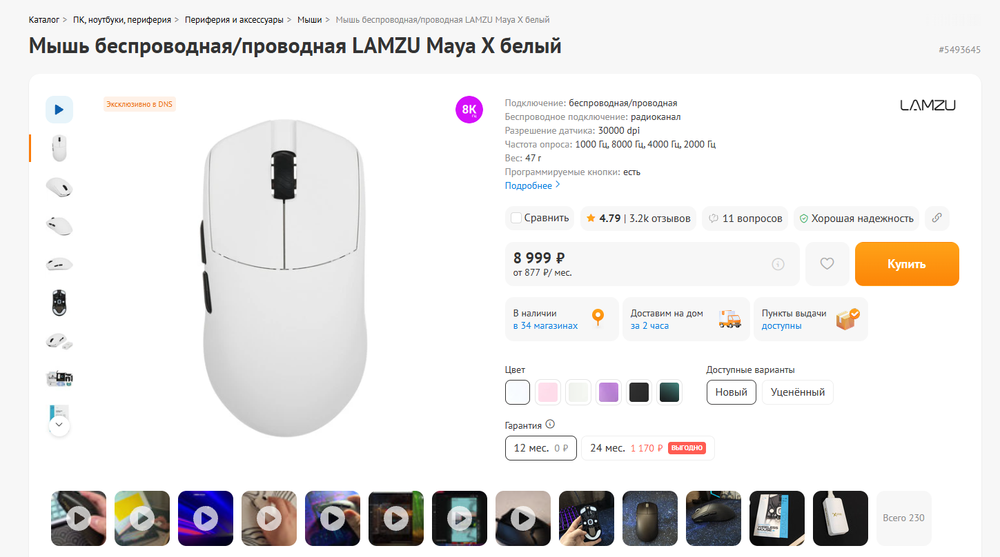 Каталог > ПК, ноутбуки, периферия > Периферия и аксессуары > Мыши > Мышь беспроводная/проводная LAMZU Maya X белый
Мышь беспроводная/проводная LAMZU Maya X белый
#5493645
Эксклюзивно в DNS
8K
Гц
Подключение: беспроводная/проводная
Беспроводное подключение: радиоканал
Разрешение датчика: 30000 dpi
Частота опроса: 1000 Гц, 8000 Гц, 4000 Гц, 2000 Гц
Вес: 47 г
Программируемые кнопки: есть
Подробнее >
LAMZU
Сравнить
4.79 | 3.2k отзывов
11 вопросов
Хорошая надежность
8 999 ₽
от 877 ₽/ мес.
Купить
В наличии
в 34 магазинах
Доставим на дом
за 2 часа
Пункты выдачи
доступны
Цвет
Доступные варианты
Новый
Уценённый
Гарантия
12 мес. 0 ₽
24 мес. 1 170 ₽ ВЫГОДНО
WIRELESS
MOUSE
Всего 230